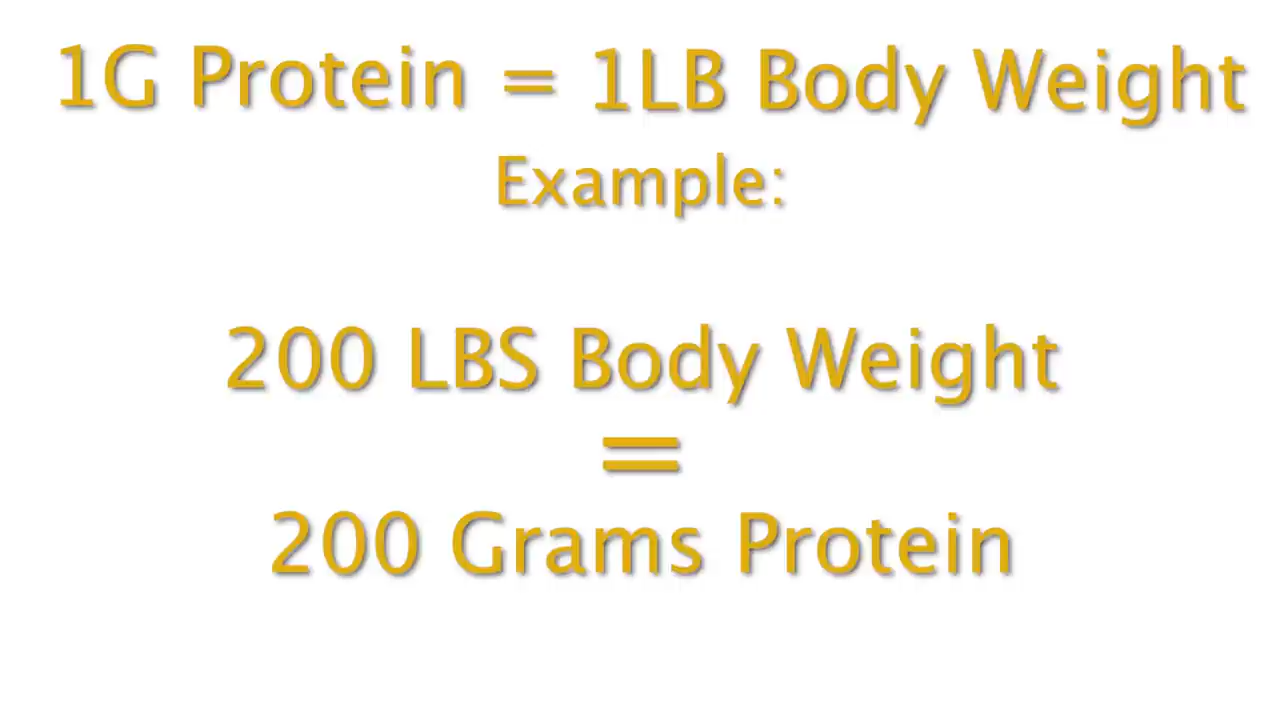 1G Protein = 1LB Body Weight
Example:
200 LBS Body Weight
=
200 Grams Protein